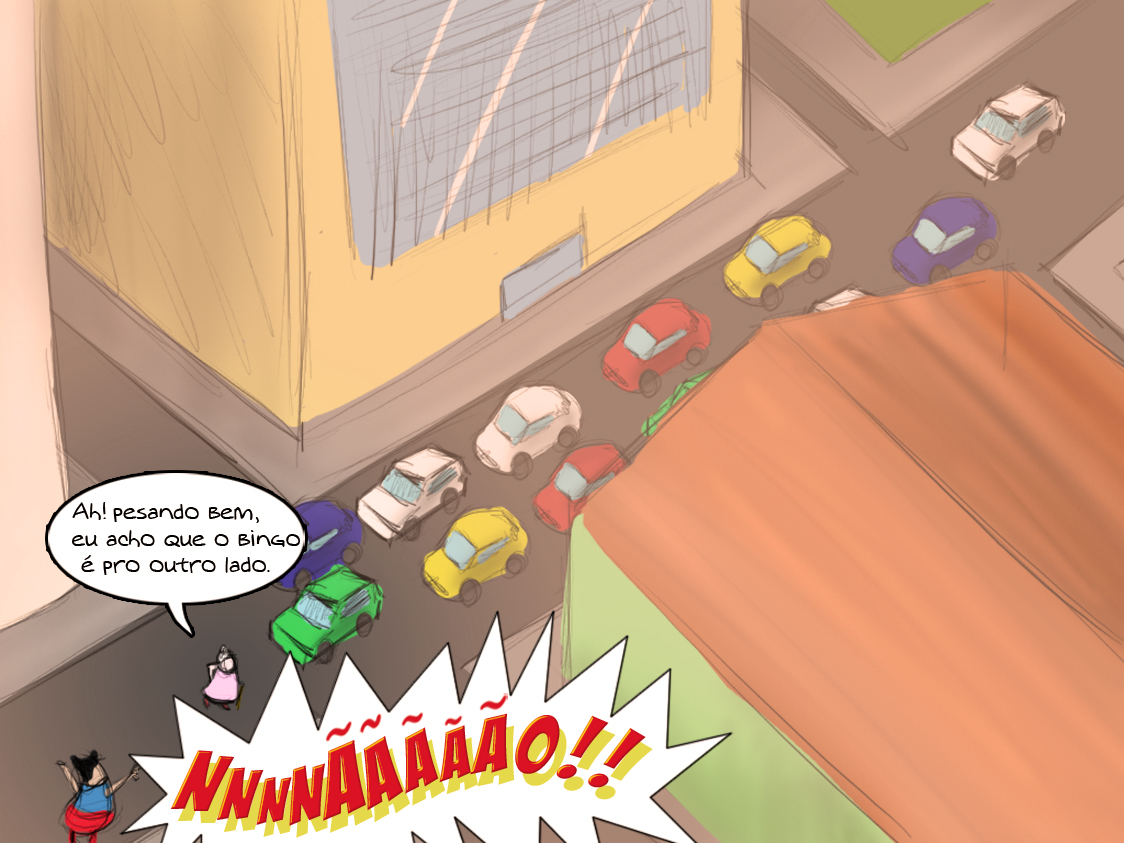 Ah! pesando Bem,
eu acho que o Bingo
é pro outro lado.
NNNNÃÃÃÃÃO!!